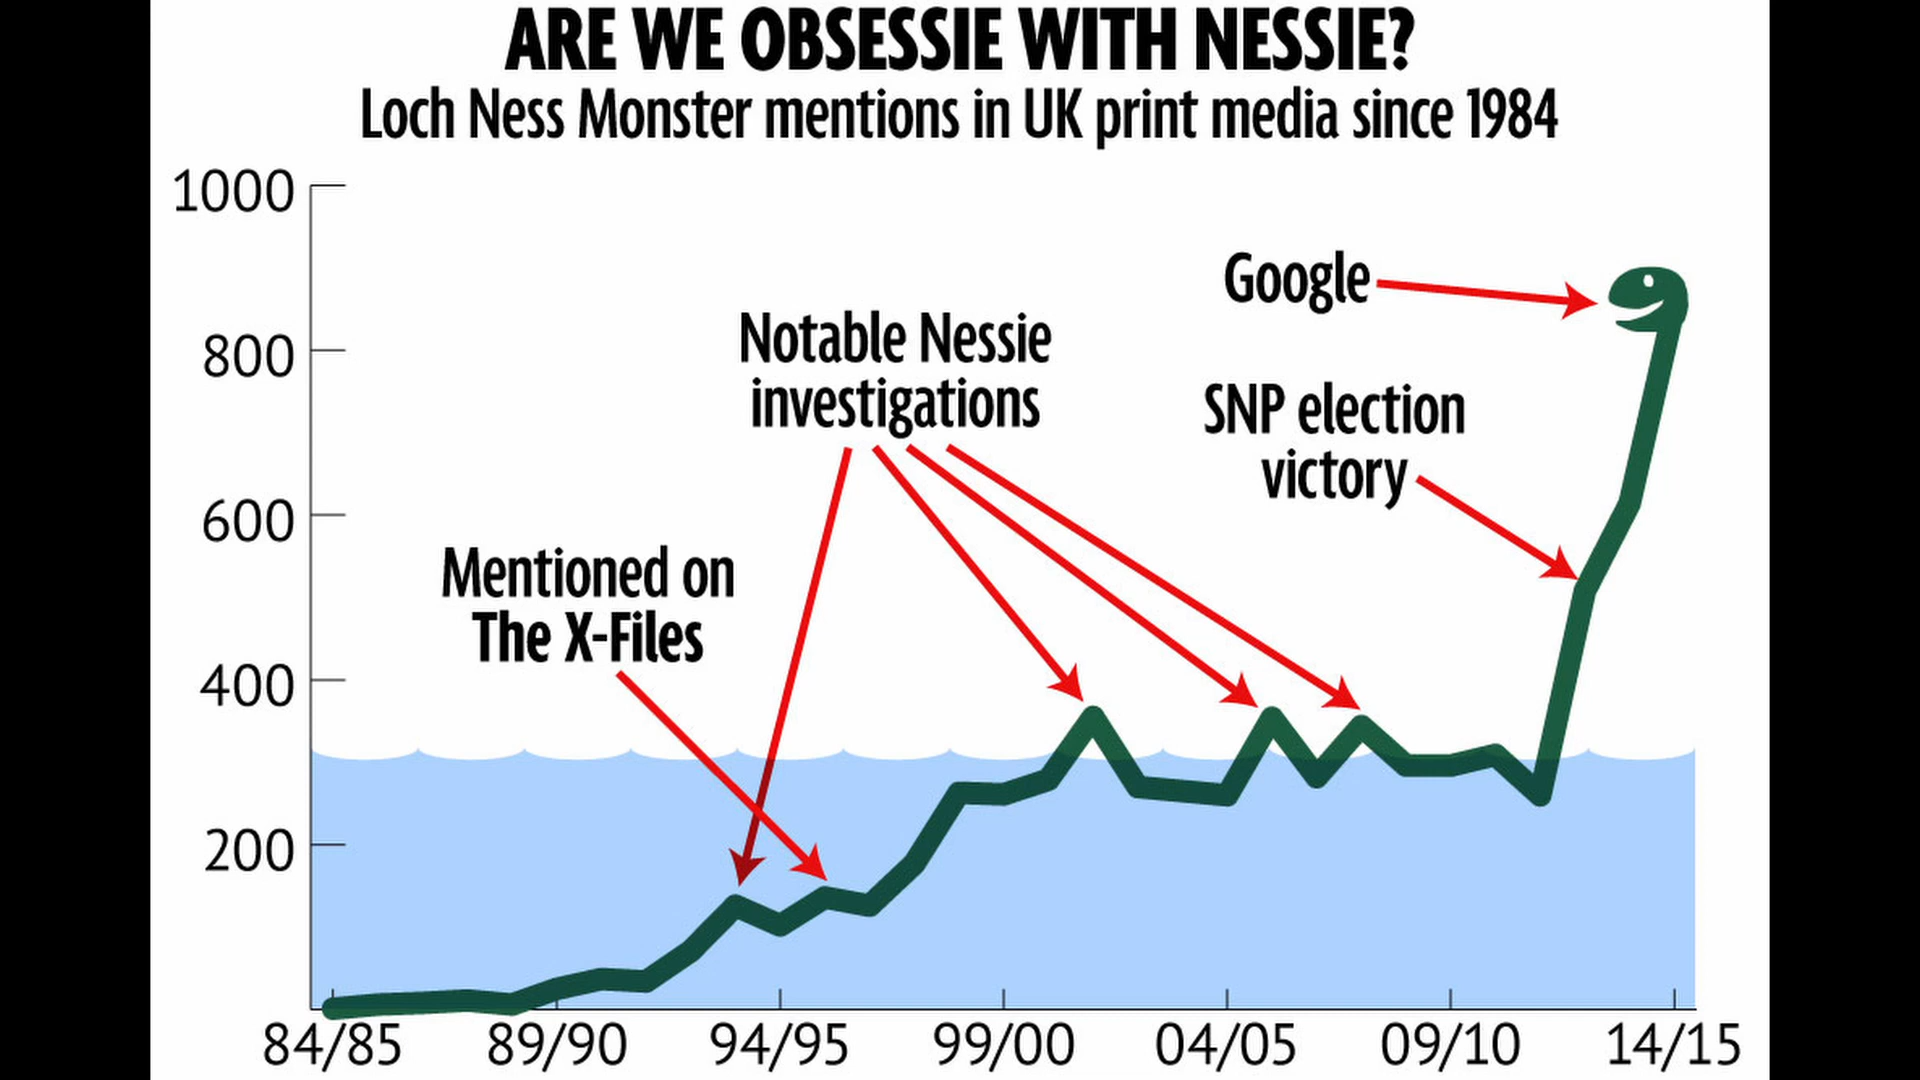 ARE WE OBSESSIE WITH NESSIE?
Loch Ness Monster mentions in UK print media since 1984
1000
800
600
400
200
Google
Notable Nessie
investigations
SNP election
victory
Mentioned on
The X-Files
84/85
89/90
94/95
99/00
04/05
09/10
14/15